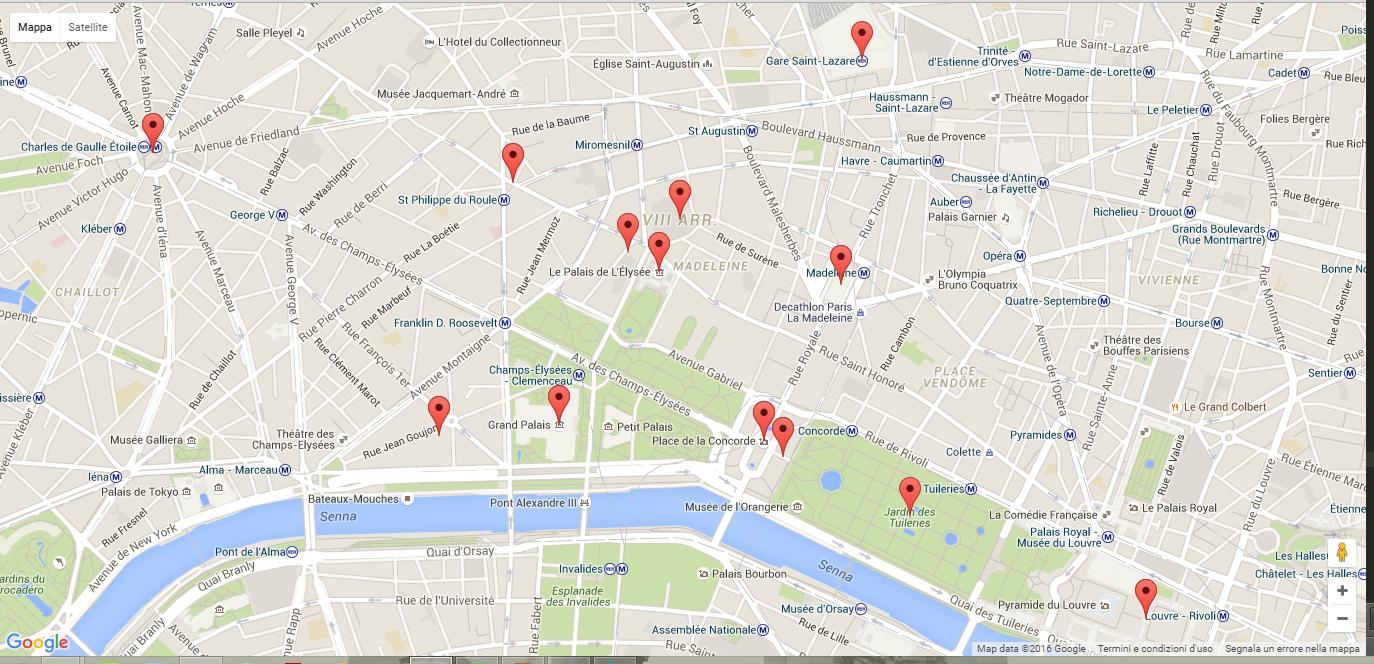 Mappa
Satellite
Salle Pleyel
Avenue Hoche
L'Hotel du Collectionneur
Église Saint-Augustin
Gare Saint-Lazare
Trinité -
d'Estienne d'Orves
Rue Saint-Lazare
Rue Lamartine
Notre-Dame-de-Lorette
Cadet
Avenue Mac-Mahon
Avenue de Wagram
Avenue Carnot
Avenue Hoche
Musée Jacquemart-André
Haussmann -
Saint-Lazare
Théâtre Mogador
Le Peletier
Rue du Faubourg Montmartre
Folies Bergère
Charles de Gaulle Étoile
Avenue de Friedland
Rue de la Baume
Miromesnil
St Augustin
Boulevard Haussmann
Rue de Provence
Avenue Foch
Avenue Victor Hugo
Rue Balzac
Rue Washington
Rue de Berri
Havre - Caumartin
Chaussée d'Antin
- La Fayette
Rue Laffitte
Rue Chauchat
Rue Drouot
Kléber
Avenue d'Iéna
George V
St Philippe du Roule
VIII ARR.
Boulevard Malesherbes
Rue Tronchet
Auber
Palais Garnier
Richelieu - Drouot
Rue Bergère
Grands Boulevards
(Rue Montmartre)
Avenue Marceau
Avenue George V
Av. des Champs-Élysées
Rue La Boétie
Rue Jean Mermoz
Rue de Surène
MADELEINE
Le Palais de L'Élysée
Madeleine
Opéra
L'Olympia
Bruno Coquatrix
VIVIENNE
CHAILLOT
Rue Pierre Charron
Rue Marbeuf
Decathlon Paris
La Madeleine
Quatre-Septembre
Rue Montmartre
Rue du Sentier
Franklin D. Roosevelt
Bourse
Rue de Chaillot
Rue Clément Marot
Rue François 1er
Avenue Montaigne
Champs-Élysées
- Clemenceau
Av. des Champs-Élysées
Avenue Gabriel
Rue Royale
Rue Saint Honoré
Rue Cambon
PLACE
VENDÔME
Avenue de l'Opéra
Théâtre des
Bouffes Parisiens
Sentier
Avenue Kléber
Rue Sainte-Anne
Le Grand Colbert
Musée Galliera
Théâtre des
Champs-Elysées
Rue Jean Goujon
Grand Palais
Petit Palais
Place de la Concorde
Concorde
Rue de Rivoli
Pyramides
Colette
Rue de Valois
Iéna
Alma - Marceau
Palais de Tokyo
Rue Fresnel
Avenue de New York
Bateaux-Mouches
Senna
Pont Alexandre III
Musée de l'Orangerie
Tuileries
Jardin des
Tuileries
La Comédie Française
Le Palais Royal
Rue du Louvre
Palais Royal -
Musée du Louvre
Pont de l'Alma
Quai Branly
Quai d'Orsay
Invalides
Palais Bourbon
Senna
Les Halles
Châtelet - Les Halles
Esplanade
des Invalides
Rue de l'Université
Rue Fabert
Musée d'Orsay
Quai des Tuileries
Pyramide du Louvre
Louvre - Rivoli
Rue Rapp
Assemblée Nationale
Rue de Lille
Google
Map data ©2016 Google
Termini e condizioni d'uso
Segnala un errore nella mappa